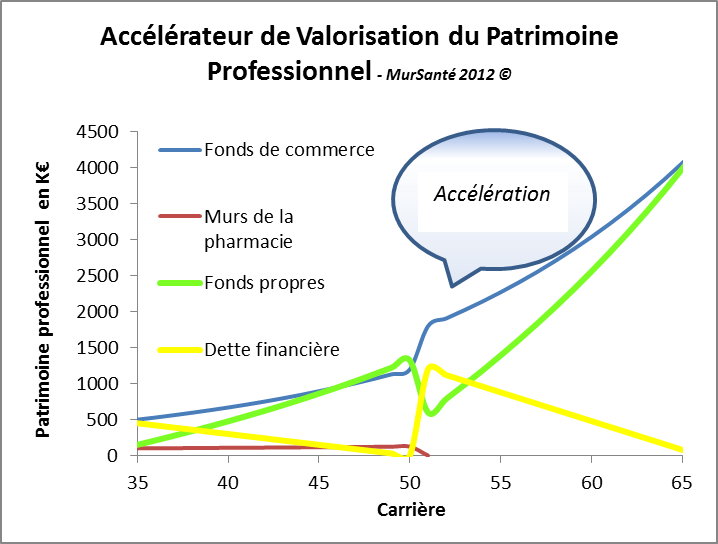 Accélérateur de Valorisation du Patrimoine
Professionnel - MurSanté 2012 ©
Patrimoine professionnel en K€
4500
4000
3500
3000
2500
2000
1500
1000
500
0
Fonds de commerce
Murs de la
pharmacie
Fonds propres
Dette financière
Accélération
35
40
45
50
55
60
65
Carrière